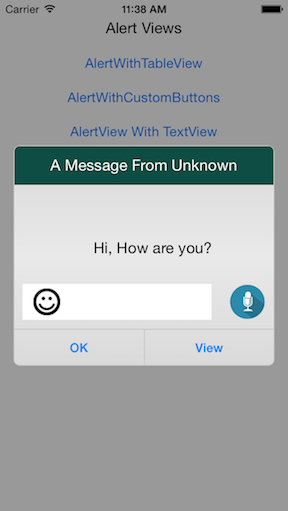 Carrier 11:38 AM
Alert Views
AlertWithTableView
AlertWithCustomButtons
AlertView With TextView
A Message From Unknown
Hi, How are you?
OK View